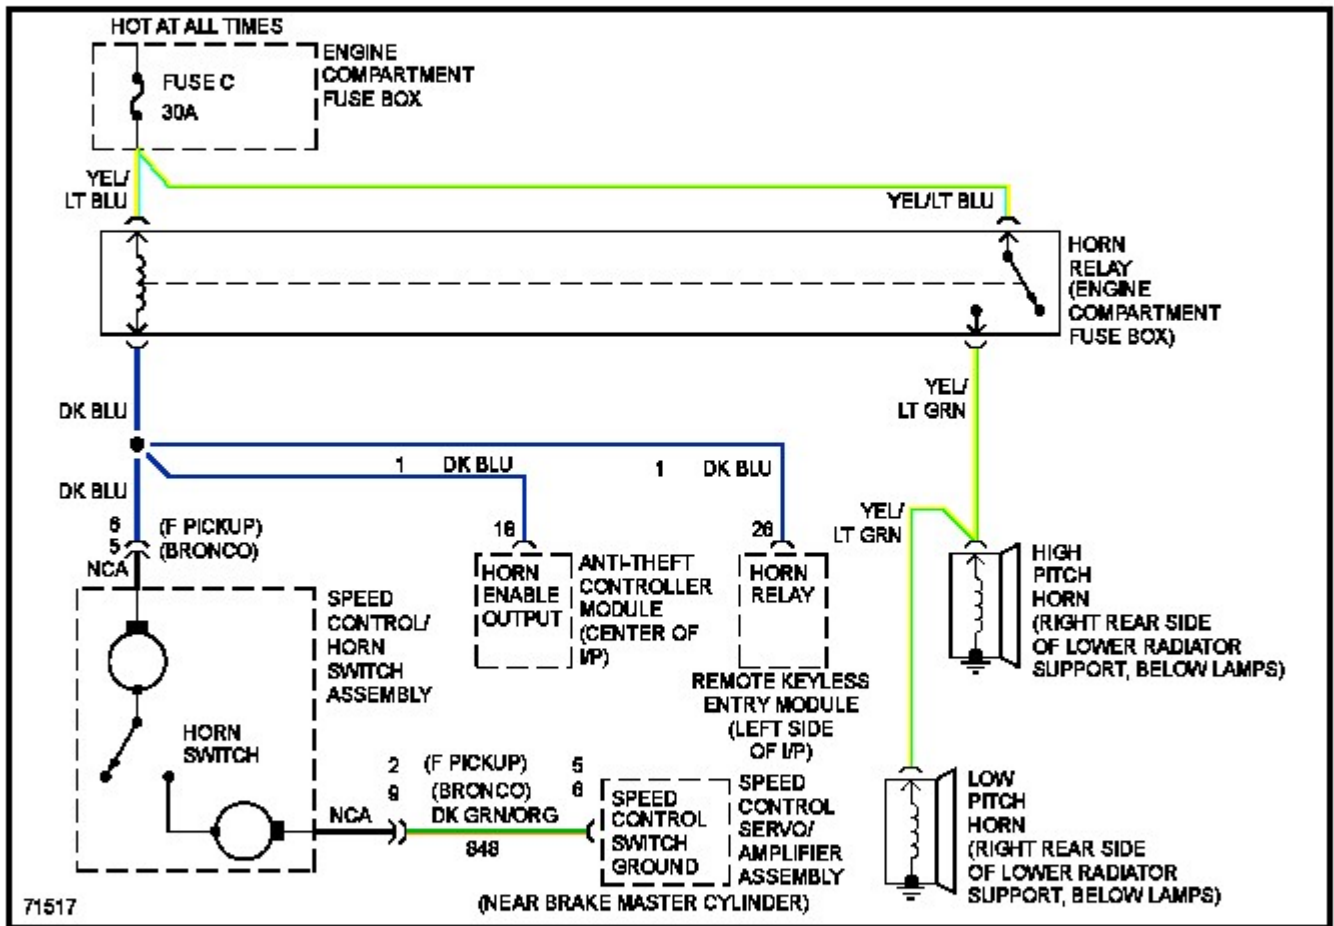 HOT AT ALL TIMES
FUSE C
30A
ENGINE
COMPARTMENT
FUSE BOX
YEL/
LT BLU
YEL/LT BLU
HORN
RELAY
(ENGINE
COMPARTMENT
FUSE BOX)
DK BLU
YEL/
LT GRN
DK BLU
1 DK BLU
1 DK BLU
6 (F PICKUP)
5 (BRONCO)
NCA
16
26
YEL/
LT GRN
HORN
ENABLE
OUTPUT
ANTI-THEFT
CONTROLLER
MODULE
(CENTER OF
I/P)
HORN
RELAY
REMOTE KEYLESS
ENTRY MODULE
(LEFT SIDE
OF I/P)
HIGH
PITCH
HORN
(RIGHT REAR SIDE
OF LOWER RADIATOR
SUPPORT, BELOW LAMPS)
SPEED
CONTROL/
HORN
SWITCH
ASSEMBLY
HORN
SWITCH
NCA
2 (F PICKUP) 5
9 (BRONCO) 6
DK GRN/ORG
848
SPEED
CONTROL
SWITCH
GROUND
SPEED
CONTROL
SERVO/
AMPLIFIER
ASSEMBLY
(NEAR BRAKE MASTER CYLINDER)
LOW
PITCH
HORN
(RIGHT REAR SIDE
OF LOWER RADIATOR
SUPPORT, BELOW LAMPS)
71517